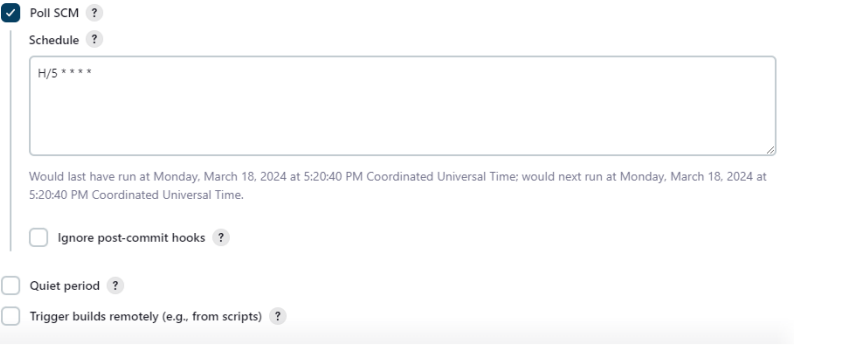 Poll SCM ?
Schedule ?
H/5 * * * *
Would last have run at Monday, March 18, 2024 at 5:20:40 PM Coordinated Universal Time; would next run at Monday, March 18, 2024 at
5:20:40 PM Coordinated Universal Time.
Ignore post-commit hooks ?
Quiet period ?
Trigger builds remotely (e.g., from scripts) ?